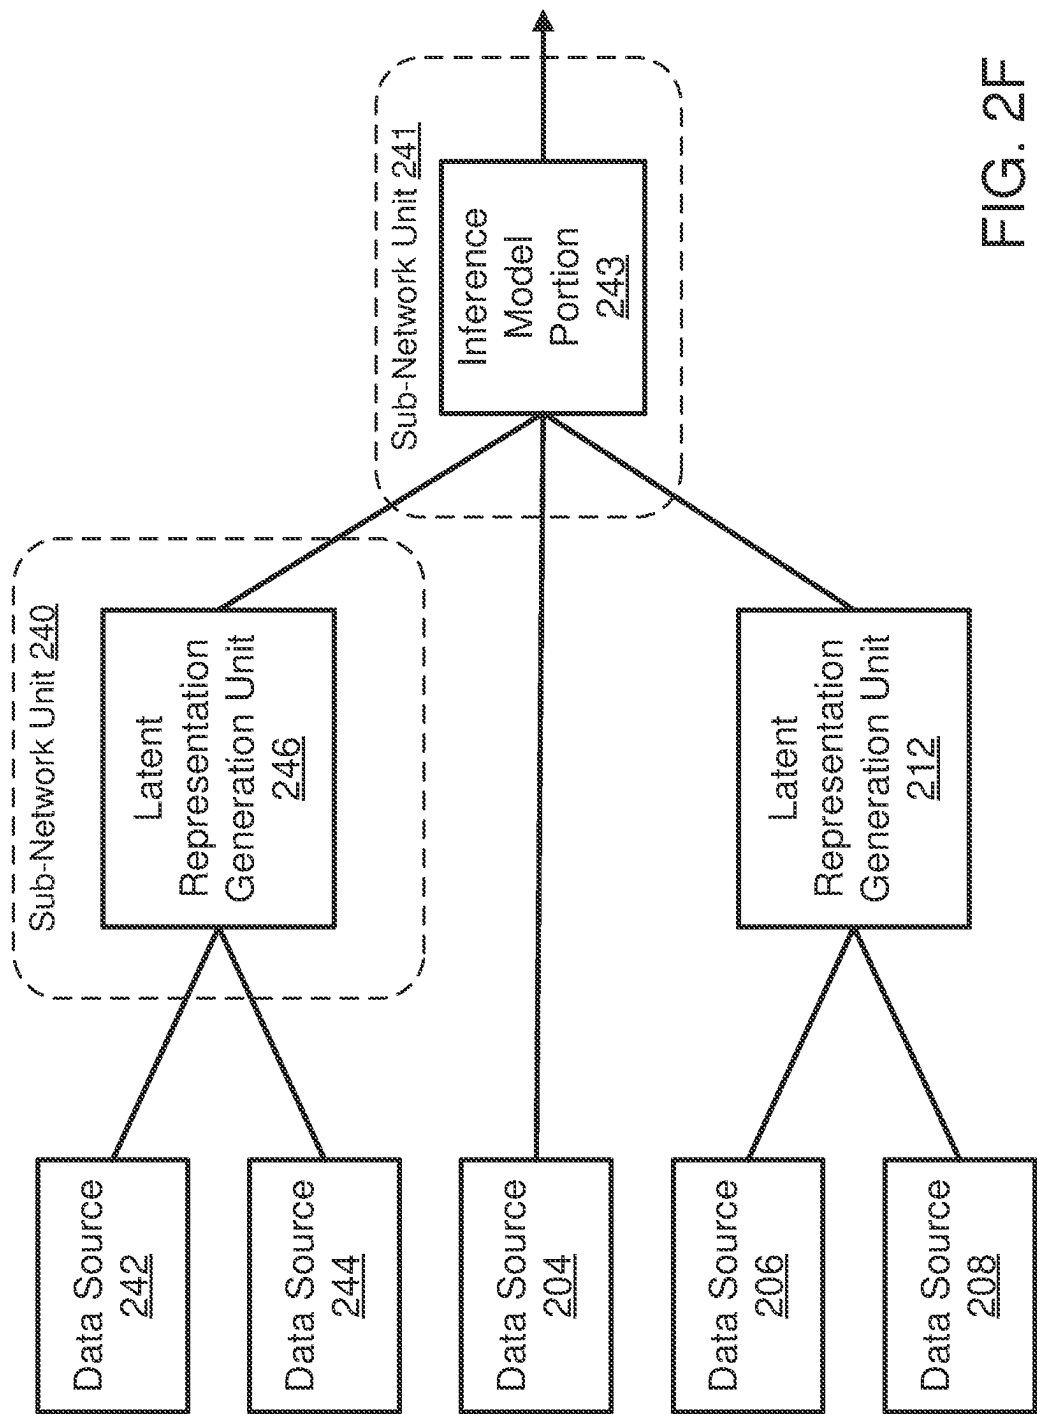 Sub-Network Unit 240
Sub-Network Unit 241
Data Source
242
Data Source
244
Data Source
204
Data Source
206
Data Source
208
Latent
Representation
Generation Unit
246
Latent
Representation
Generation Unit
212
Inference
Model
Portion
243
FIG. 2F